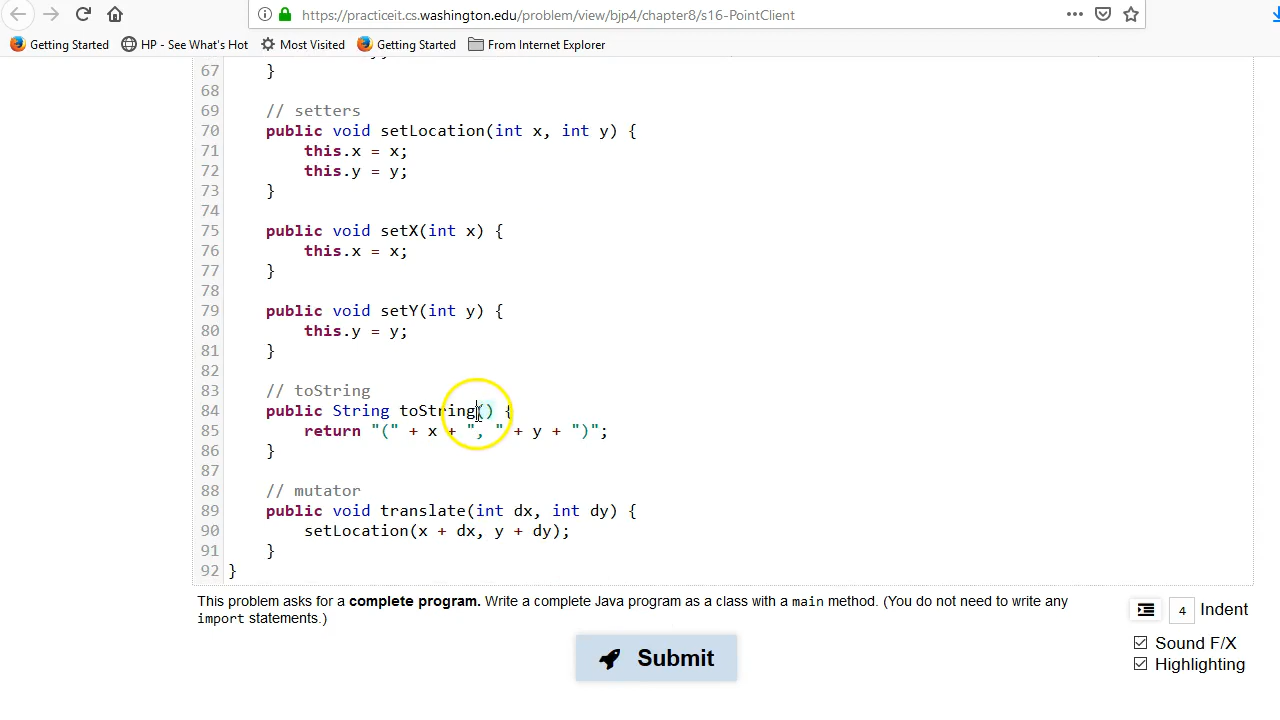 https://practiceit.cs.washington.edu/problem/view/bjp4/chapter8/s16-PointClient
Getting Started HP - See What's Hot Most Visited Getting Started From Internet Explorer
67 }
68
69 // setters
70 public void setLocation(int x, int y) {
71 this.x = x;
72 this.y = y;
73 }
74
75 public void setX(int x) {
76 this.x = x;
77 }
78
79 public void setY(int y) {
80 this.y = y;
81 }
82
83 // toString
84 public String toString() {
85 return "(" + x + ", " + y + ")";
86 }
87
88 // mutator
89 public void translate(int dx, int dy) {
90 setLocation(x + dx, y + dy);
91 }
92 }
This problem asks for a complete program. Write a complete Java program as a class with a main method. (You do not need to write any
import statements.)
4 Indent
Sound F/X
Highlighting
Submit